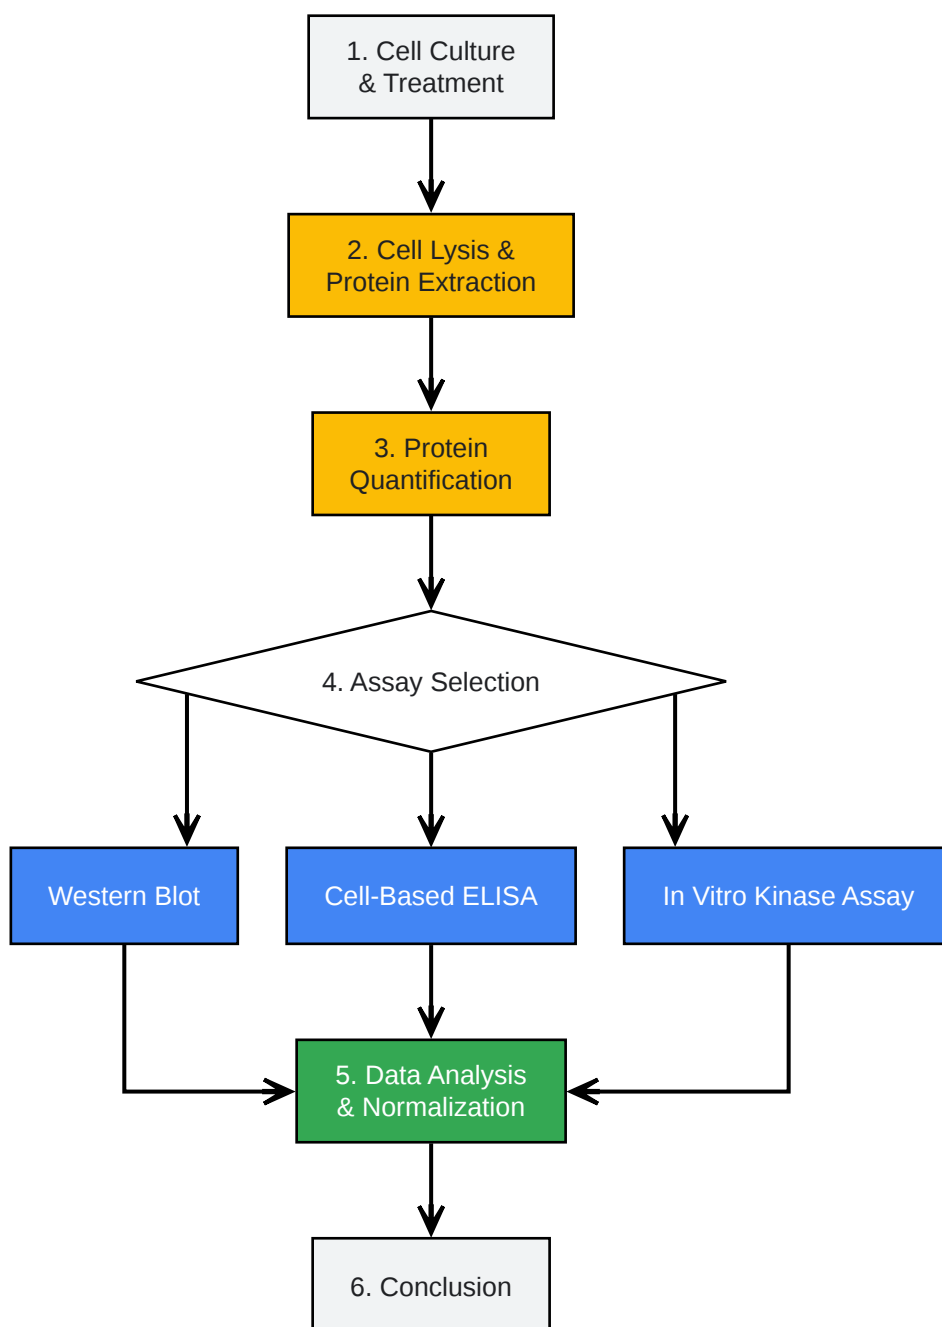 1. Cell Culture
& Treatment
2. Cell Lysis &
Protein Extraction
3. Protein
Quantification
4. Assay Selection
Western Blot
Cell-Based ELISA
In Vitro Kinase Assay
5. Data Analysis
& Normalization
6. Conclusion